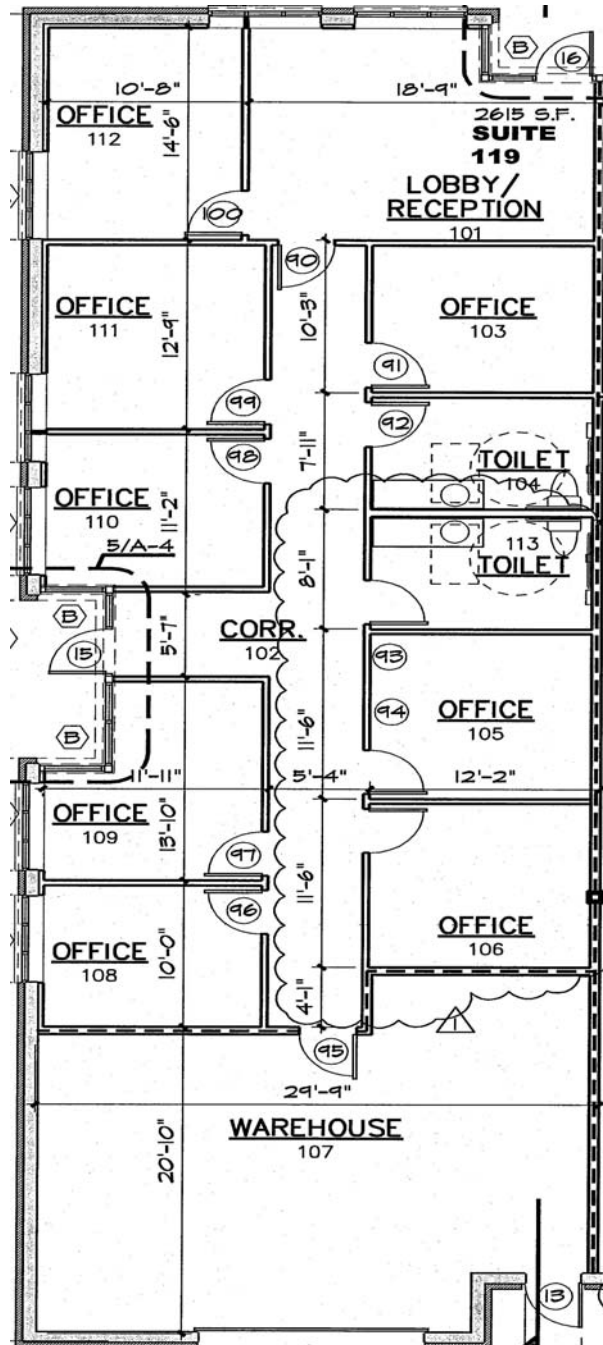 B
16
10'-8"
18'-9"
OFFICE
112
14'-6"
2615 S.F.
SUITE
119
LOBBY/
RECEPTION
101
100
90
OFFICE
111
12'-9"
10'-3"
OFFICE
103
91
99
92
98
7'-11"
TOILET
104
OFFICE
110
11'-2"
5/A-4
8'-1"
113
TOILET
B
15
5'-7"
CORR.
102
93
94
B
11'-6"
OFFICE
105
11'-11"
5'-4"
12'-2"
OFFICE
109
13'-10"
97
96
11'-6"
OFFICE
106
OFFICE
108
10'-0"
4'-1"
1
95
29'-9"
WAREHOUSE
107
20'-10"
13